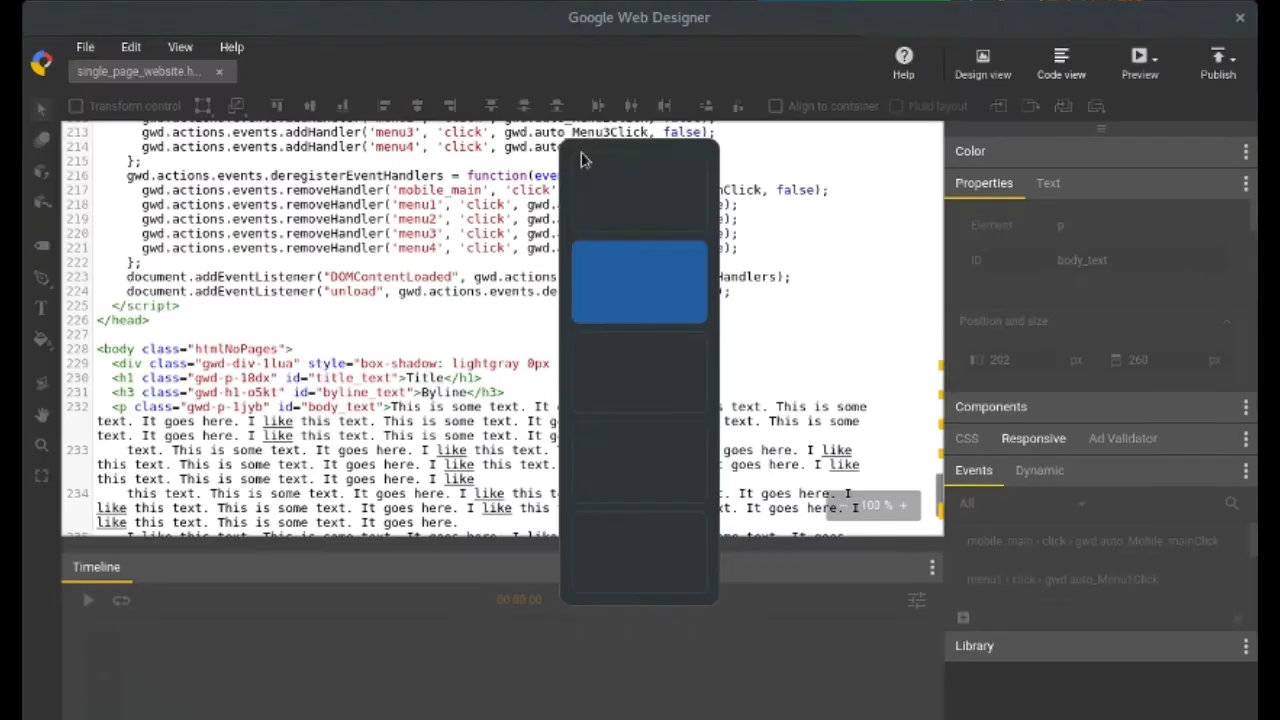 Google Web Designer
File Edit View Help
single_page_website.h...
Help Design view Code view Preview Publish
Transform control Align to container Fluid layout
213 gwd.actions.events.addHandler('menu3', 'click', gwd.auto_Menu3Click, false);
214 gwd.actions.events.addHandler('menu4', 'click', gwd.auto
215 };
216 gwd.actions.events.deregisterEventHandlers = function(eve
217 gwd.actions.events.removeHandler('mobile_main', 'click' nClick, false);
218 gwd.actions.events.removeHandler('menu1', 'click', gwd. e);
219 gwd.actions.events.removeHandler('menu2', 'click', gwd. e);
220 gwd.actions.events.removeHandler('menu3', 'click', gwd. e);
221 gwd.actions.events.removeHandler('menu4', 'click', gwd. e);
222 };
223 document.addEventListener("DOMContentLoaded", gwd.actions Handlers);
224 document.addEventListener("unload", gwd.actions.events.de );
225 </script>
226 </head>
227
228 <body class="htmlNoPages">
229 <div class="gwd-div-1lua" style="box-shadow: lightgray 0px
230 <h1 class="gwd-p-18dx" id="title_text">Title</h1>
231 <h3 class="gwd-h1-o5kt" id="byline_text">Byline</h3>
232 <p class="gwd-p-1jyb" id="body_text">This is some text. It text. This is some
text. It goes here. I like this text. This is some text. It g text. This is some
text. It goes here. I like this text. This is some text. It g
233 text. This is some text. It goes here. I like this text. goes here. I like
this text. This is some text. It goes here. I like this text. goes here. I like
this text. This is some text. It goes here. I like
234 this text. This is some text. It goes here. I like this t It goes here. I
like this text. This is some text. It goes here. I like this goes here. I
like this text. This is some text. It goes here.
100 %
Color
Properties Text
Element p
ID body_text
Position and size
202 px 260 px
Components
CSS Responsive Ad Validator
Events Dynamic
All
mobile_main › click › gwd.auto_Mobile_mainClick
menu1 › click › gwd.auto_Menu1Click
Library
Timeline
00:00:00